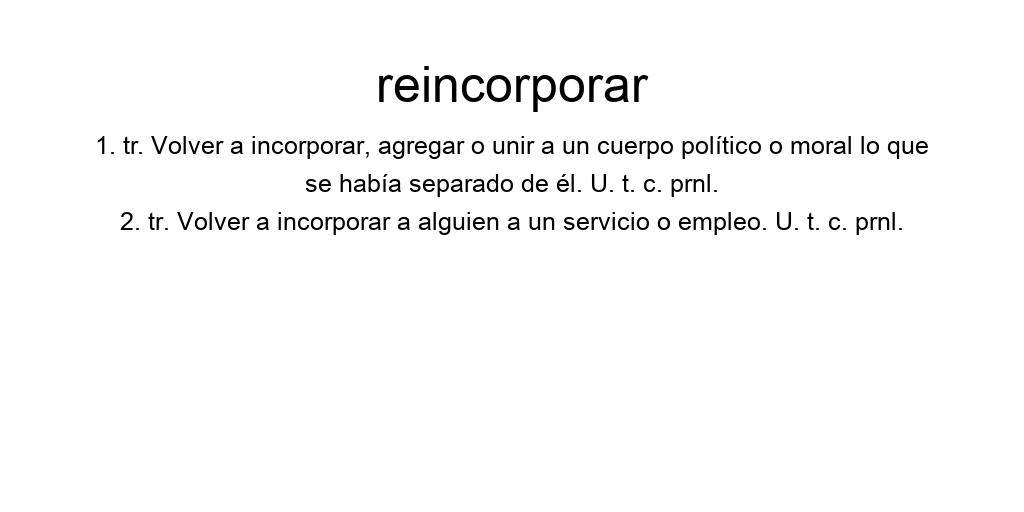 reincorporar
1. tr. Volver a incorporar, agregar o unir a un cuerpo político o moral lo que
se había separado de él. U. t. c. prnl.
2. tr. Volver a incorporar a alguien a un servicio o empleo. U. t. c. prnl.